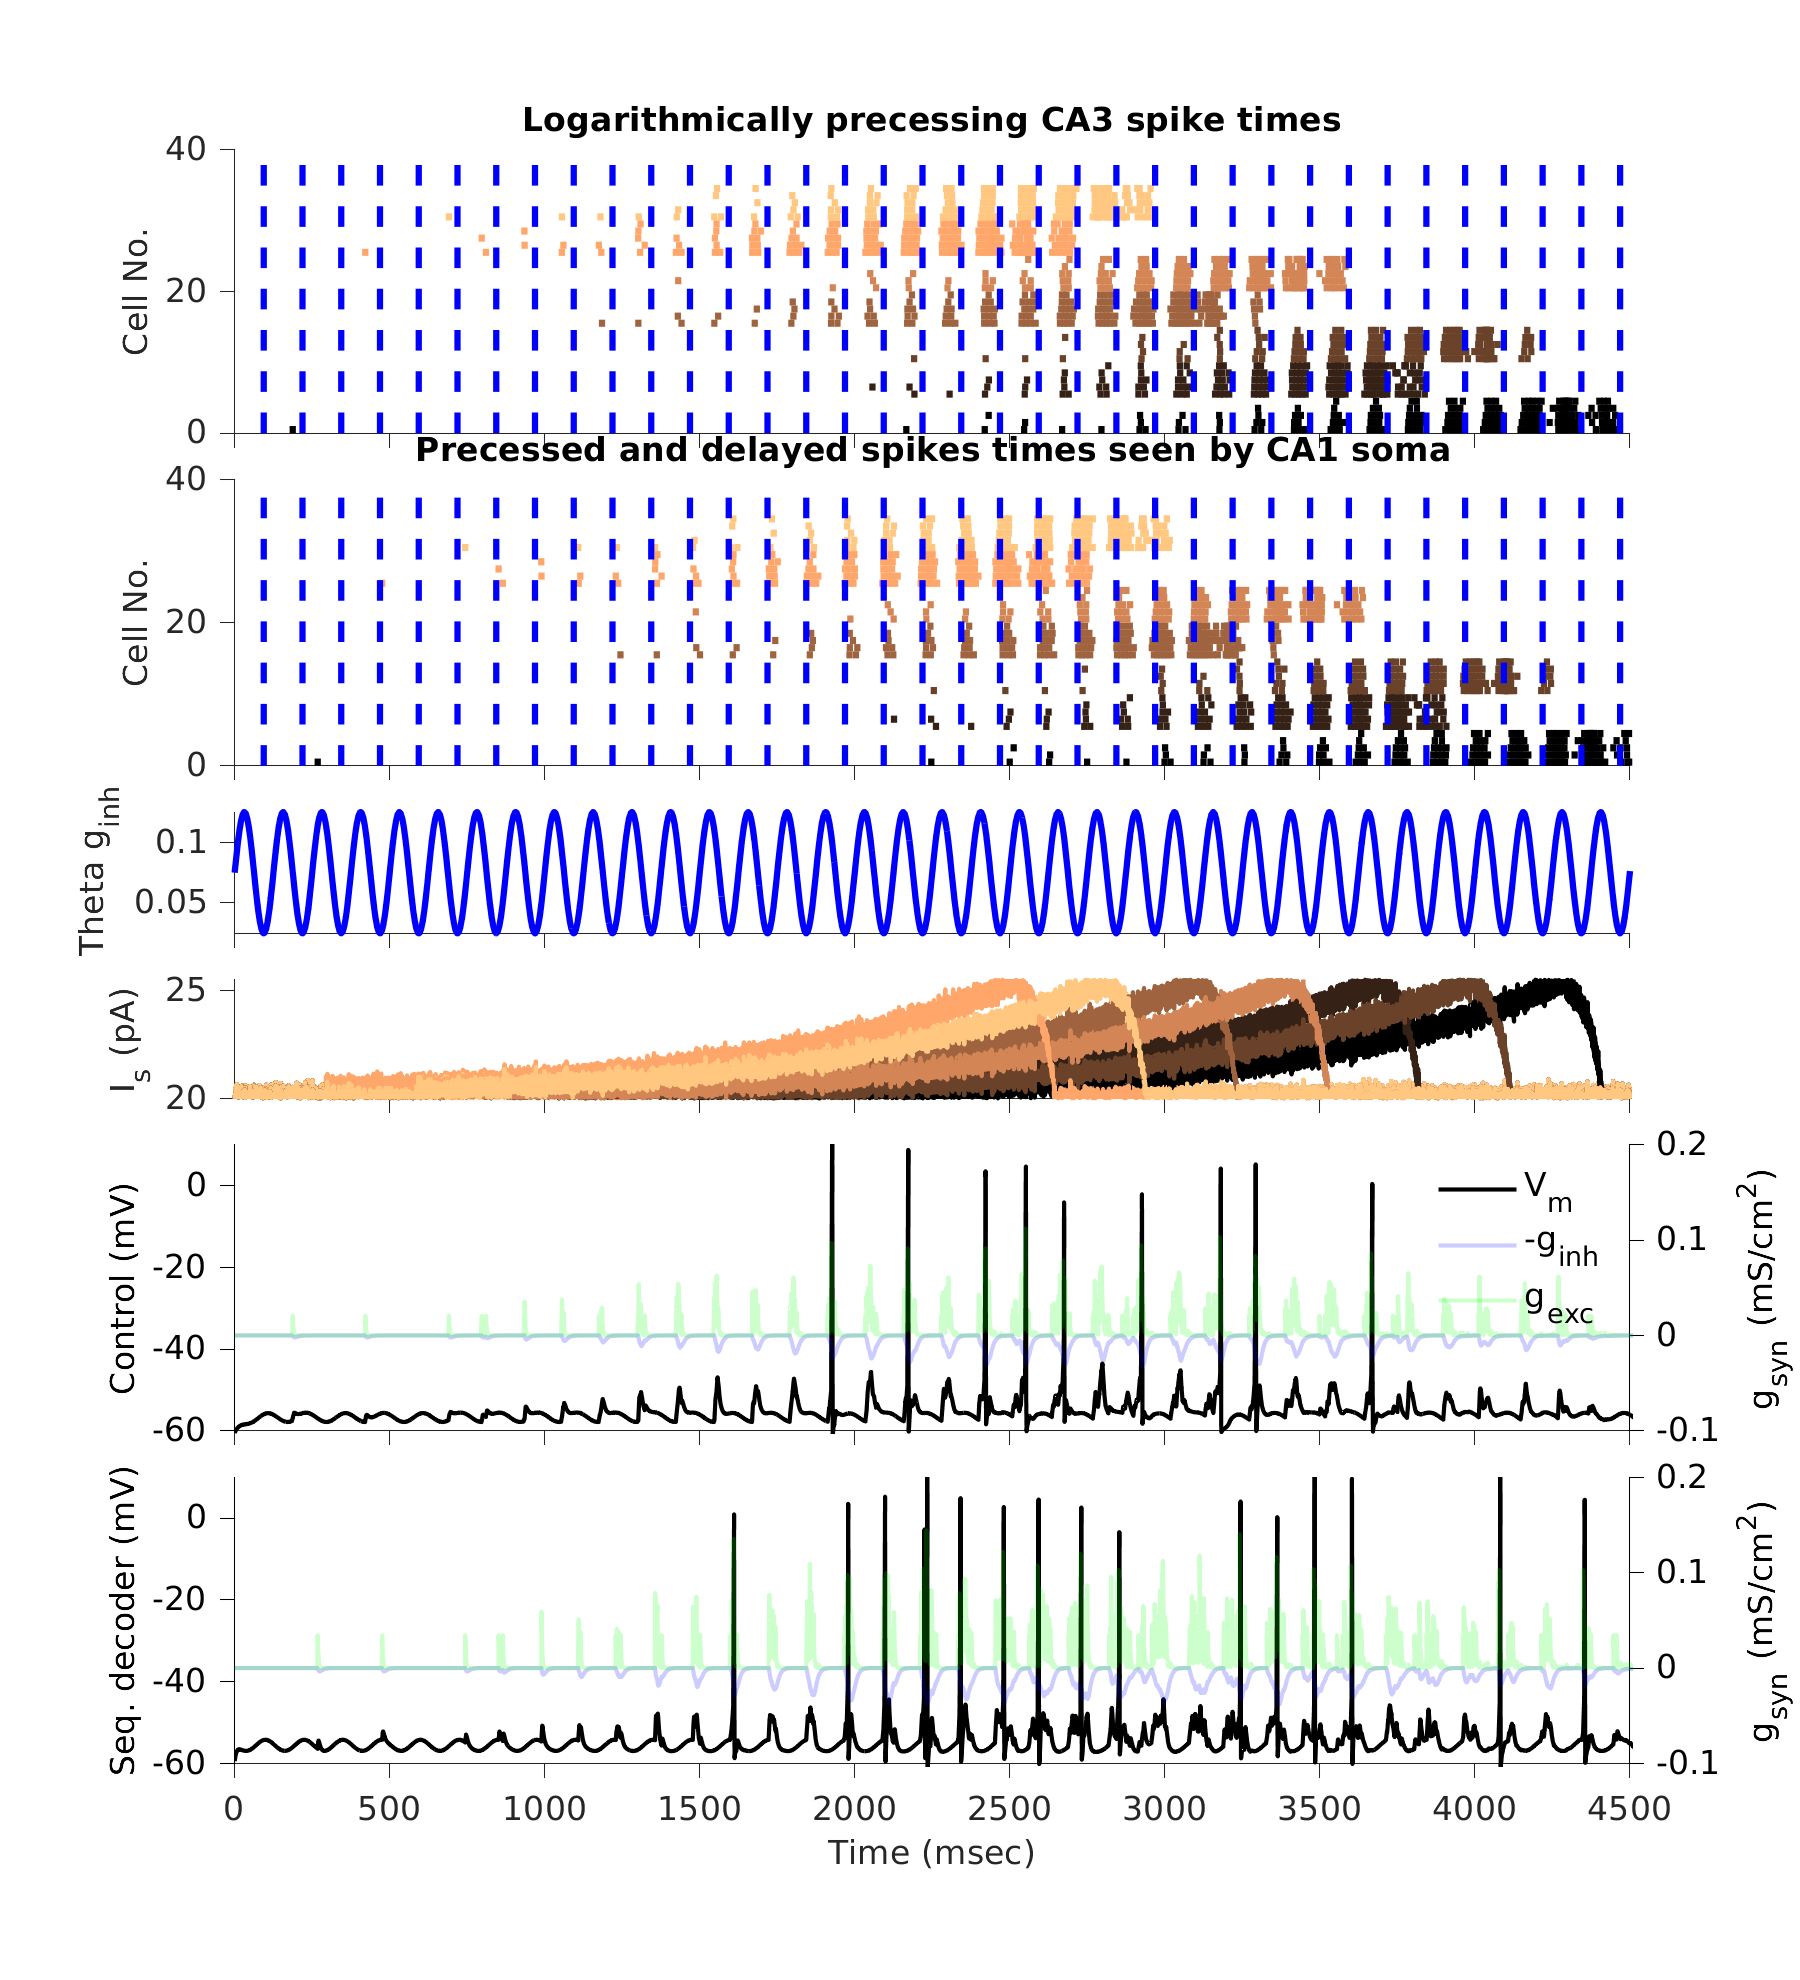 Logarithmically precessing CA3 spike times
40
20
0
Cell No.
Precessed and delayed spikes times seen by CA1 soma
40
20
0
Cell No.
0.1
0.05
Theta g_inh
25
20
I_s (pA)
0
-20
-40
-60
Control (mV)
V_m
-g_inh
g_exc
0.2
0.1
0
-0.1
g_syn (mS/cm^2)
0
-20
-40
-60
Seq. decoder (mV)
0.2
0.1
0
-0.1
g_syn (mS/cm^2)
0 500 1000 1500 2000 2500 3000 3500 4000 4500
Time (msec)